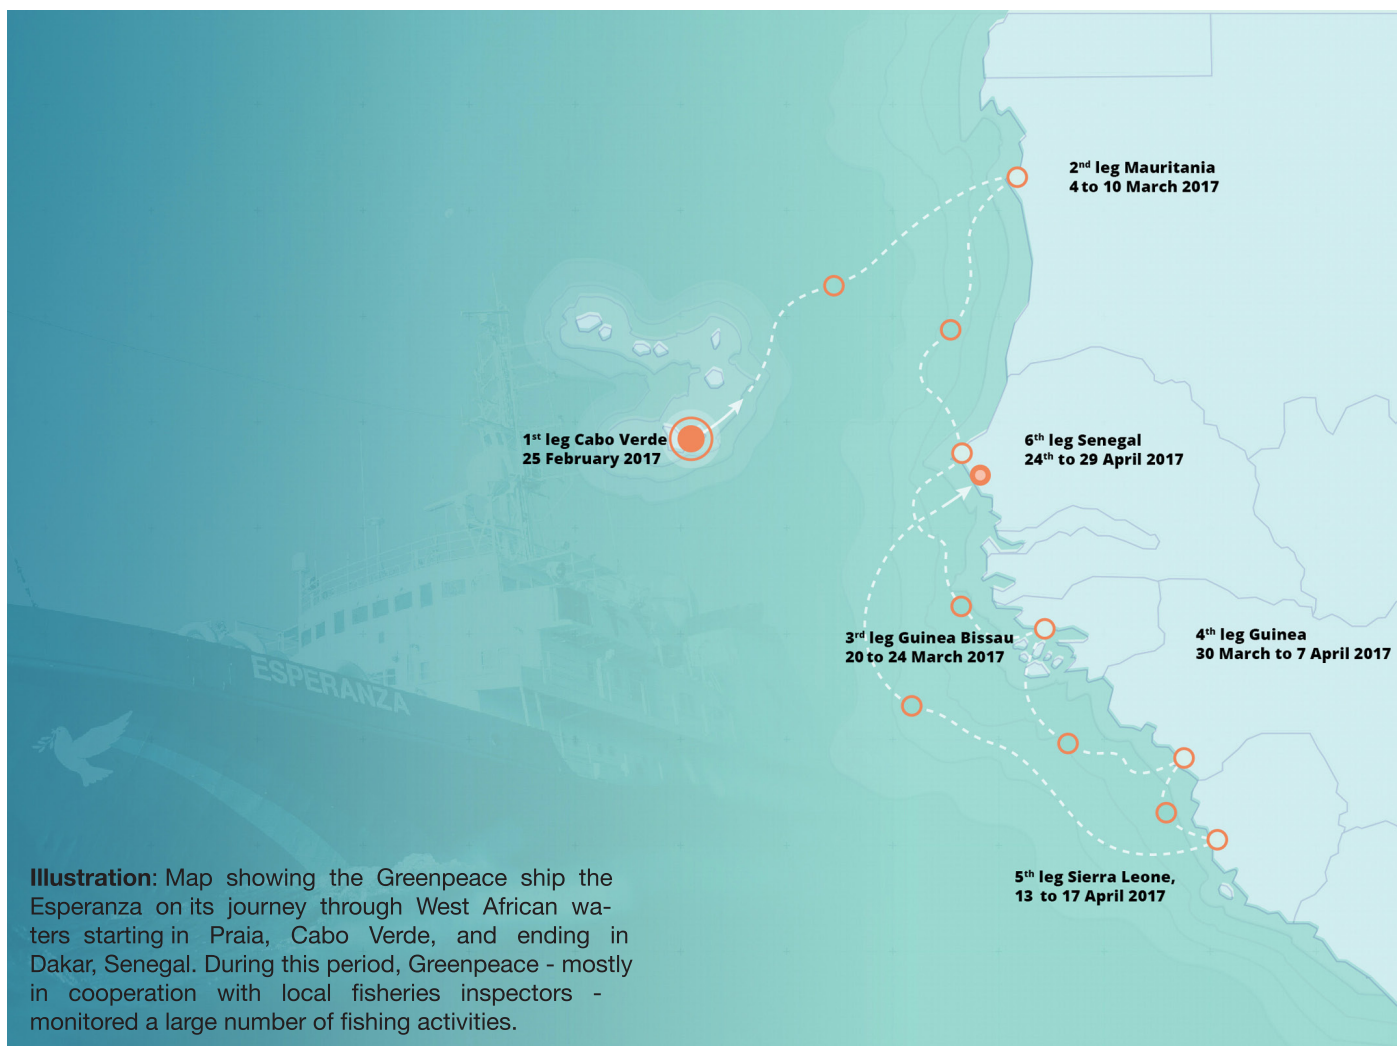 2nd leg Mauritania
4 to 10 March 2017
1st leg Cabo Verde
25 February 2017
6th leg Senegal
24th to 29 April 2017
3rd leg Guinea Bissau
20 to 24 March 2017
4th leg Guinea
30 March to 7 April 2017
ESPERANZA
5th leg Sierra Leone,
13 to 17 April 2017
Illustration: Map showing the Greenpeace ship the
Esperanza on its journey through West African wa-
ters starting in Praia, Cabo Verde, and ending in
Dakar, Senegal. During this period, Greenpeace - mostly
in cooperation with local fisheries inspectors -
monitored a large number of fishing activities.